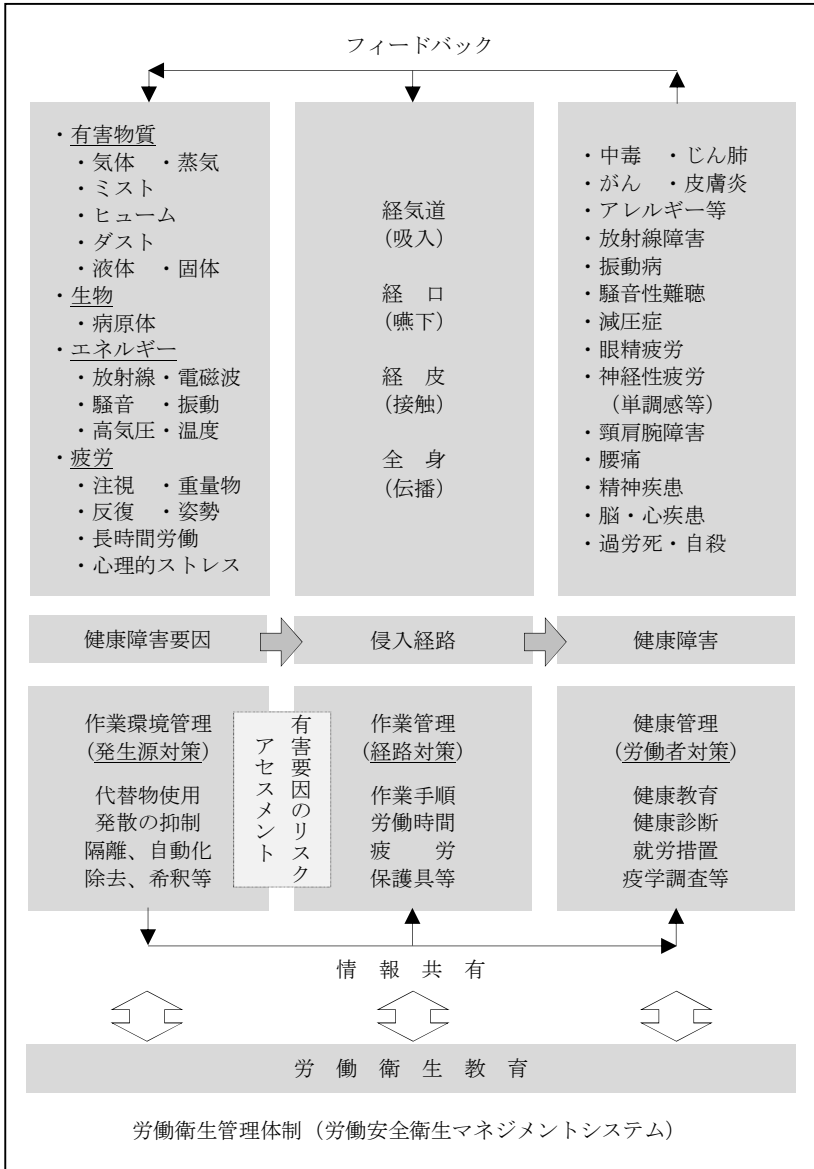 フィードバック
・有害物質
・気体 ・蒸気
・ミスト
・ヒューム
・ダスト
・液体 ・固体
・生物
・病原体
・エネルギー
・放射線・電磁波
・騒音 ・振動
・高気圧・温度
・疲労
・注視 ・重量物
・反復 ・姿勢
・長時間労働
・心理的ストレス
経気道
(吸入)
経 口
(嚥下)
経 皮
(接触)
全 身
(伝播)
・中毒 ・じん肺
・がん ・皮膚炎
・アレルギー等
・放射線障害
・振動病
・騒音性難聴
・減圧症
・眼精疲労
・神経性疲労
(単調感等)
・頸肩腕障害
・腰痛
・精神疾患
・脳・心疾患
・過労死・自殺
健康障害要因
侵入経路
健康障害
作業環境管理
(発生源対策)
代替物使用
発散の抑制
隔離、自動化
除去、希釈等
有害要因のリスク
アセスメント
作業管理
(経路対策)
作業手順
労働時間
疲 労
保護具等
健康管理
(労働者対策)
健康教育
健康診断
就労措置
疫学調査等
情 報 共 有
労 働 衛 生 教 育
労働衛生管理体制(労働安全衛生マネジメントシステム)